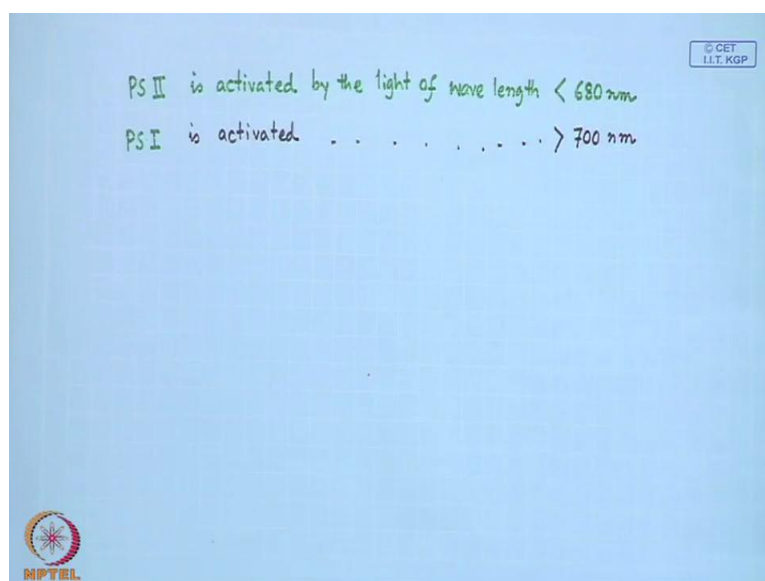 © CET
I.I.T. KGP
PS II is activated by the light of wave length < 680 nm
PS I is activated . . . . . . . . . > 700 nm
NPTEL